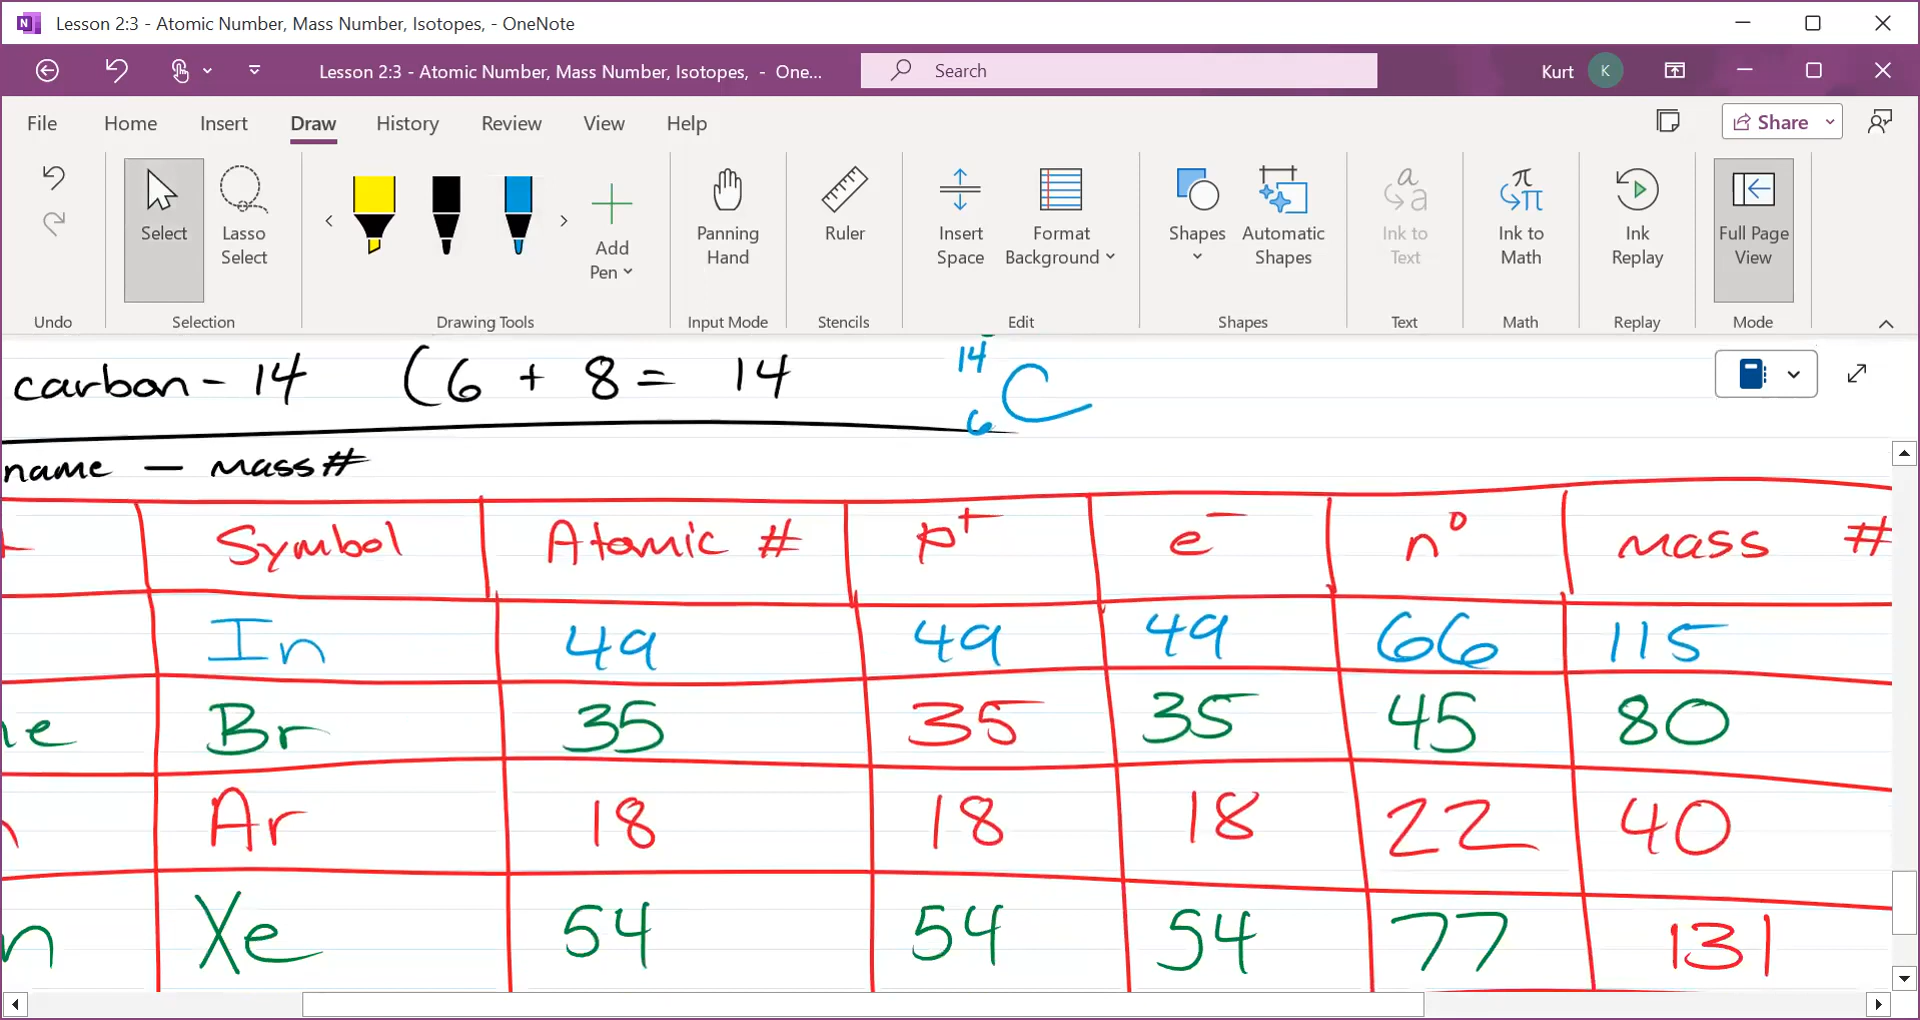 Lesson 2:3 - Atomic Number, Mass Number, Isotopes, - OneNote
Lesson 2:3 - Atomic Number, Mass Number, Isotopes, - One...
Search
Kurt K
File Home Insert Draw History Review View Help
Share
Select
Lasso Select
Add Pen
Panning Hand
Ruler
Insert Space
Format Background
Shapes
Automatic Shapes
Ink to Text
Ink to Math
Ink Replay
Full Page View
Undo Selection Drawing Tools Input Mode Stencils Edit Shapes Text Math Replay Mode
carbon - 14 (6 + 8 = 14 14 6 C
name — mass #
Symbol Atomic # p+ e− n° mass #
In 49 49 49 66 115
ne Br 35 35 35 45 80
n Ar 18 18 18 22 40
n Xe 54 54 54 77 131